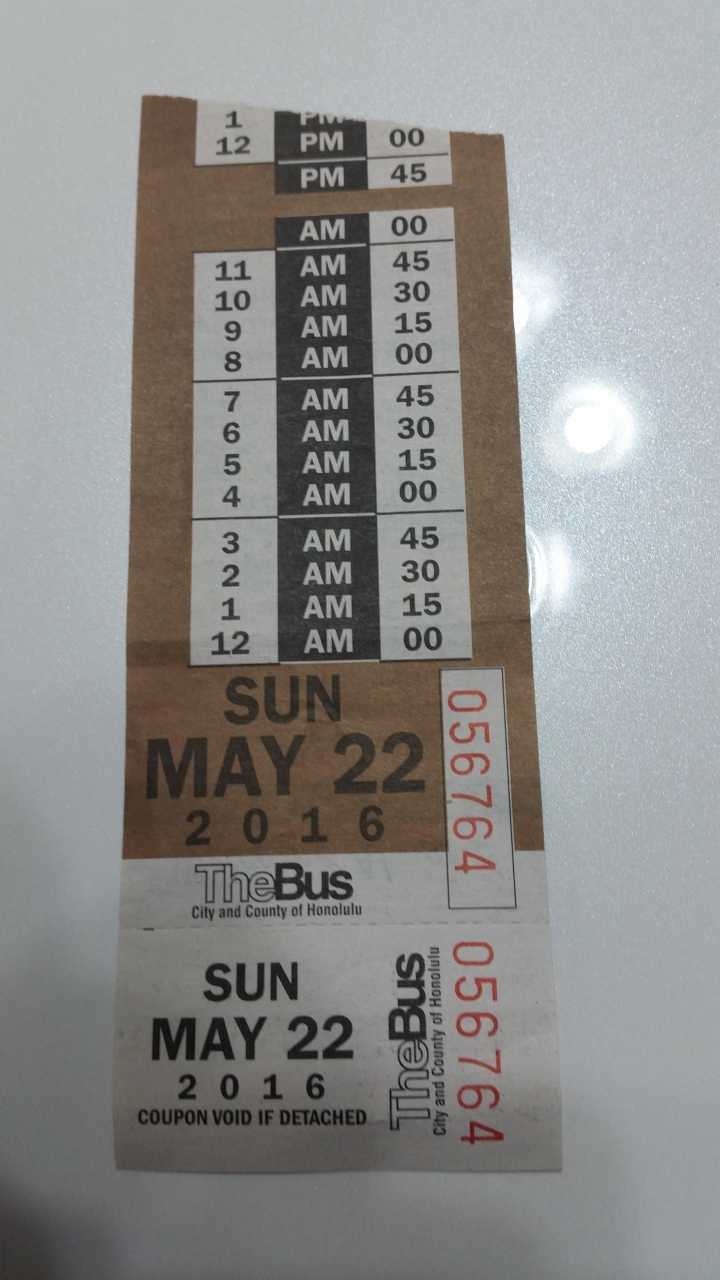 1 PM
12 PM 00
PM 45
AM 00
11 AM 45
10 AM 30
9 AM 15
8 AM 00
7 AM 45
6 AM 30
5 AM 15
4 AM 00
3 AM 45
2 AM 30
1 AM 15
12 AM 00
SUN
MAY 22
2016
056764
TheBus
City and County of Honolulu
SUN
MAY 22
2016
COUPON VOID IF DETACHED
TheBus
City and County of Honolulu
056764